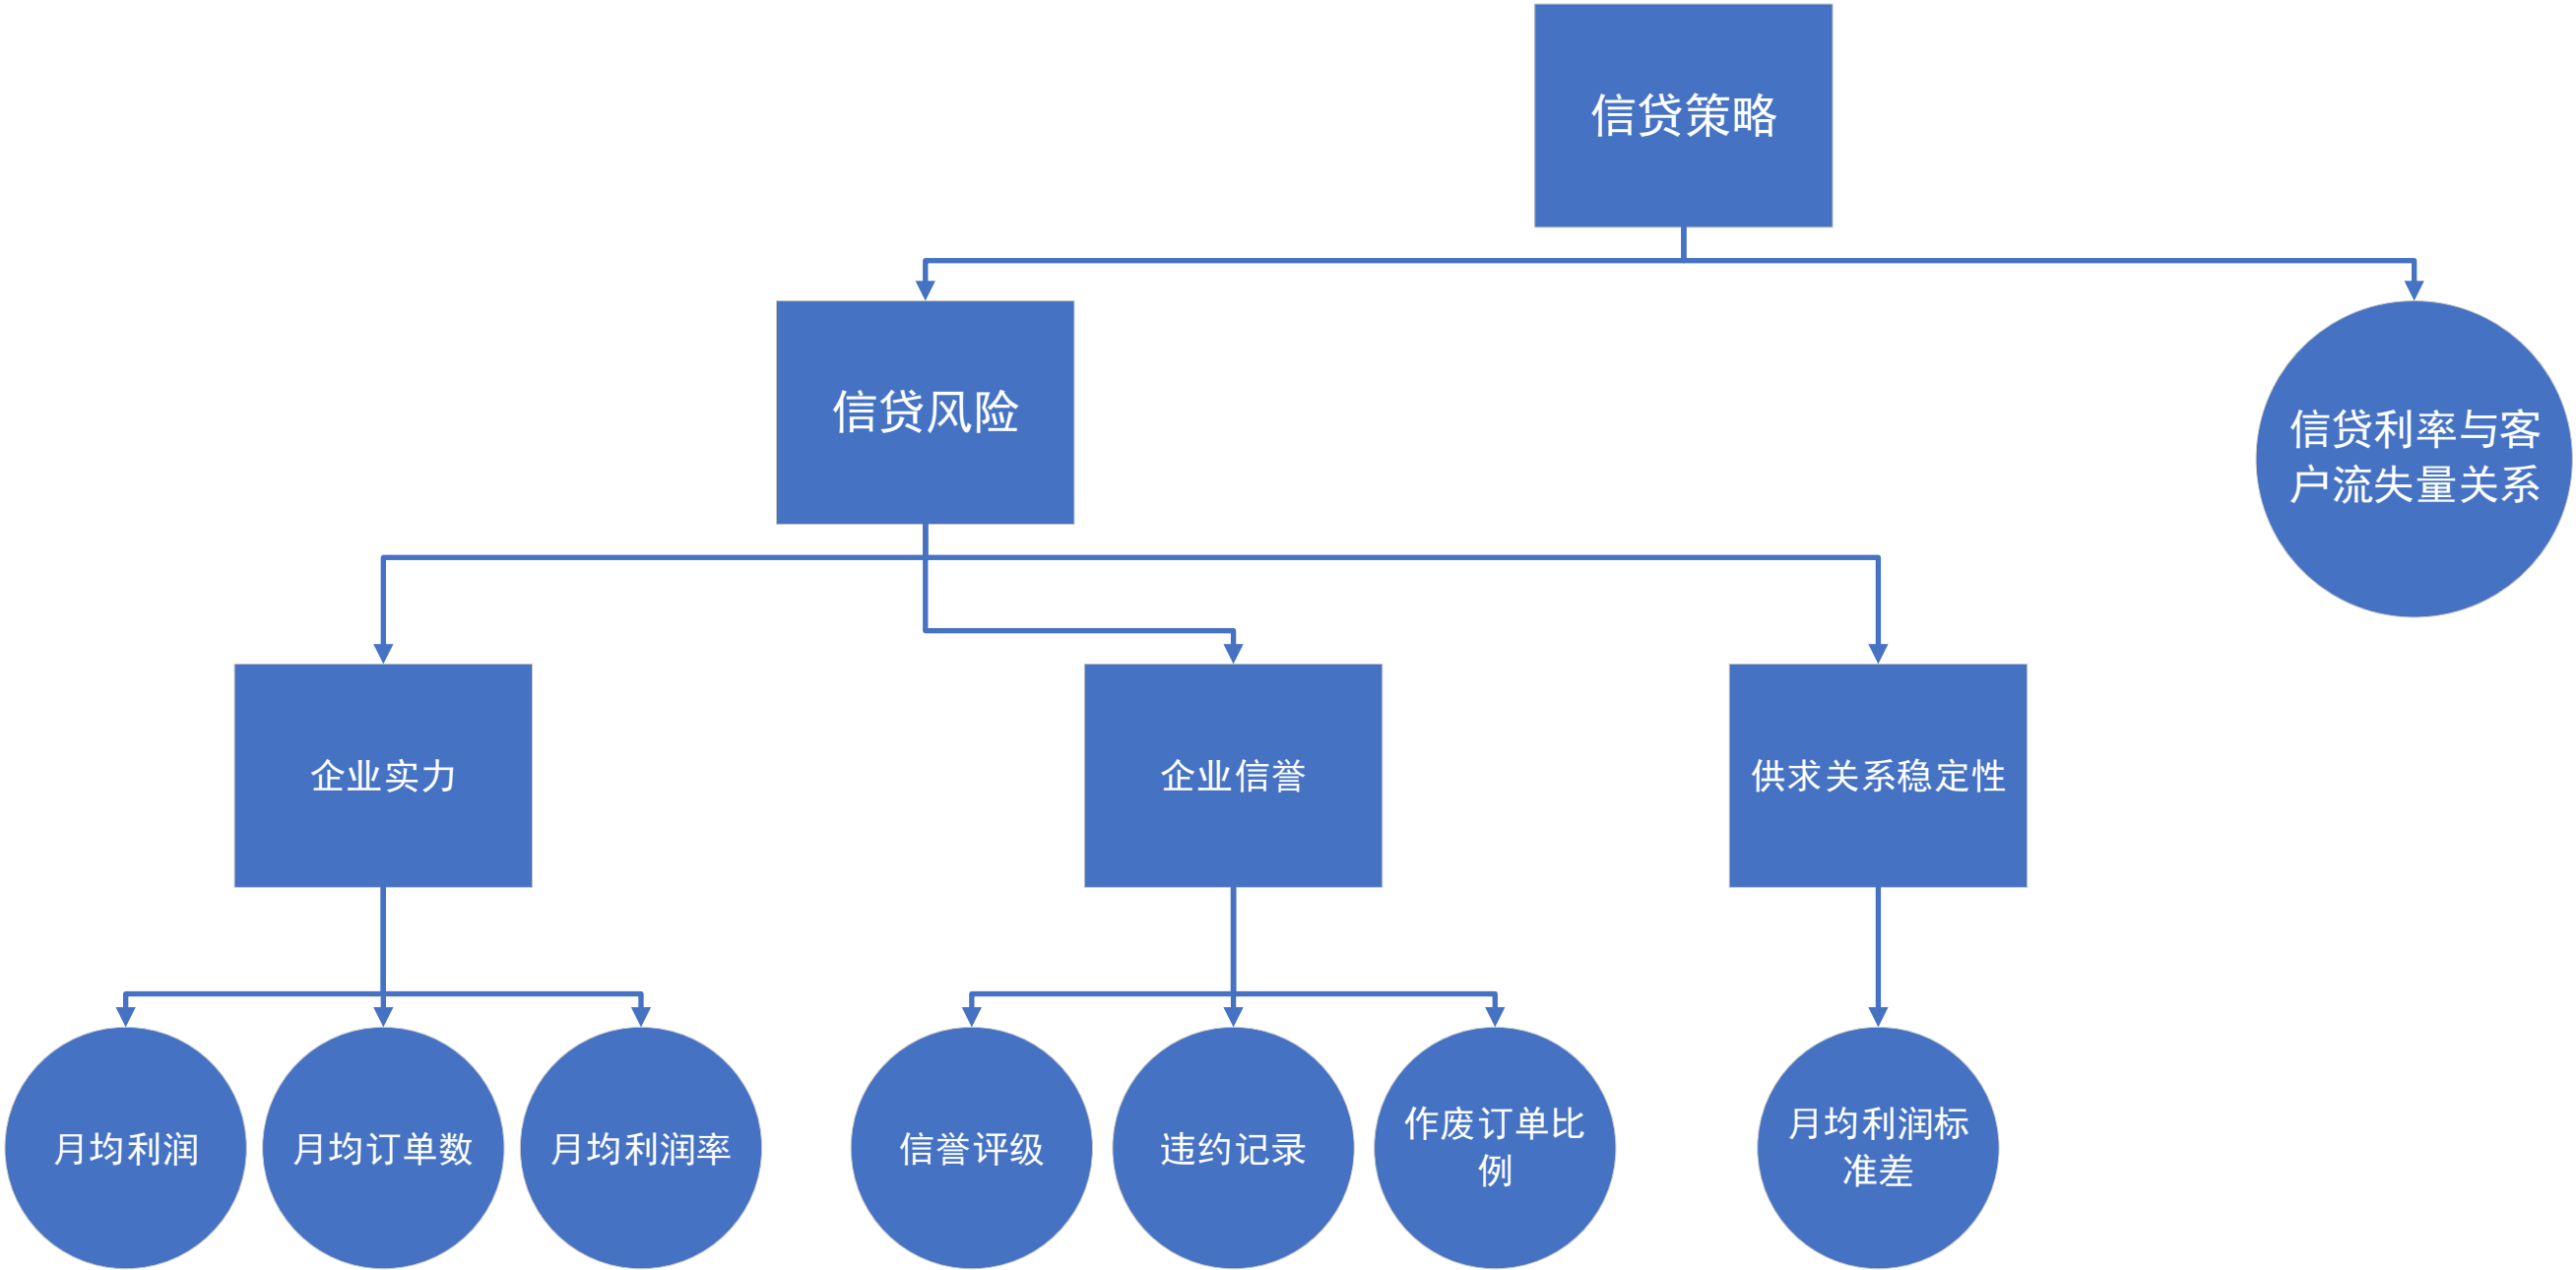 信贷策略
信贷风险
信贷利率与客
户流失量关系
企业实力
企业信誉
供求关系稳定性
月均利润
月均订单数
月均利润率
信誉评级
违约记录
作废订单比
例
月均利润标
准差